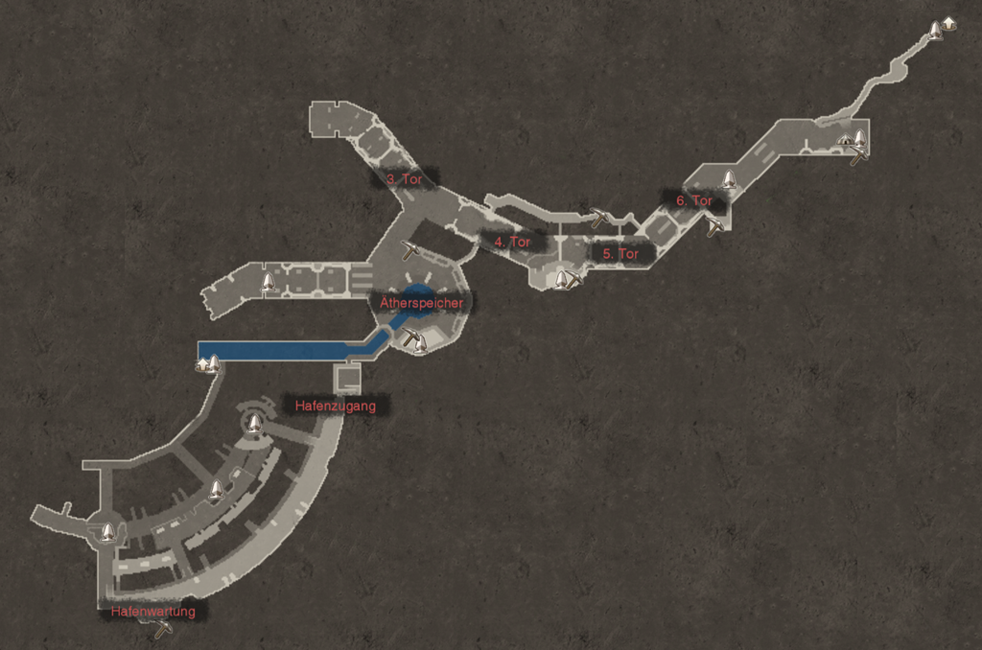 3. Tor
6. Tor
4. Tor
5. Tor
Ätherspeicher
Hafenzugang
Hafenwartung